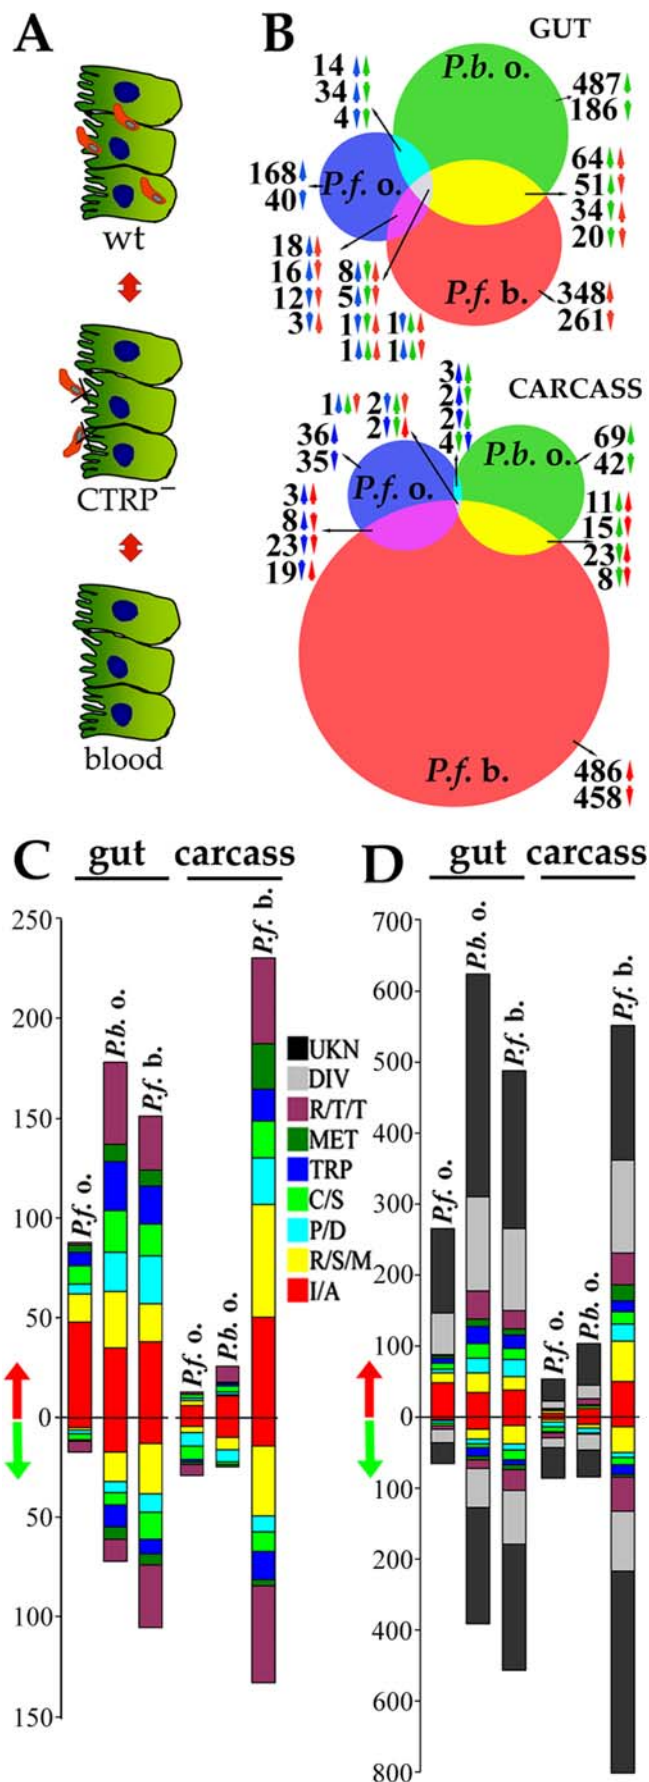 A
wt
CTRP–
blood
B
GUT
P.b. o.
P.f. o.
P.f. b.
14
34
4
487
186
168
40
64
51
34
20
18
16
12
3
8
5
1 1
1 1
348
261
CARCASS
P.f. o.
P.b. o.
P.f. b.
1 2
2
3
2
2
4
36
35
69
42
3
8
23
19
11
15
23
8
486
458
C
gut carcass
250
200
150
100
50
0
50
100
150
P.f. o.
P.b. o.
P.f. b.
P.f. o.
P.b. o.
P.f. b.
UKN
DIV
R/T/T
MET
TRP
C/S
P/D
R/S/M
I/A
D
gut carcass
700
600
500
400
300
200
100
0
100
200
400
600
800
P.f. o.
P.b. o.
P.f. b.
P.f. o.
P.b. o.
P.f. b.